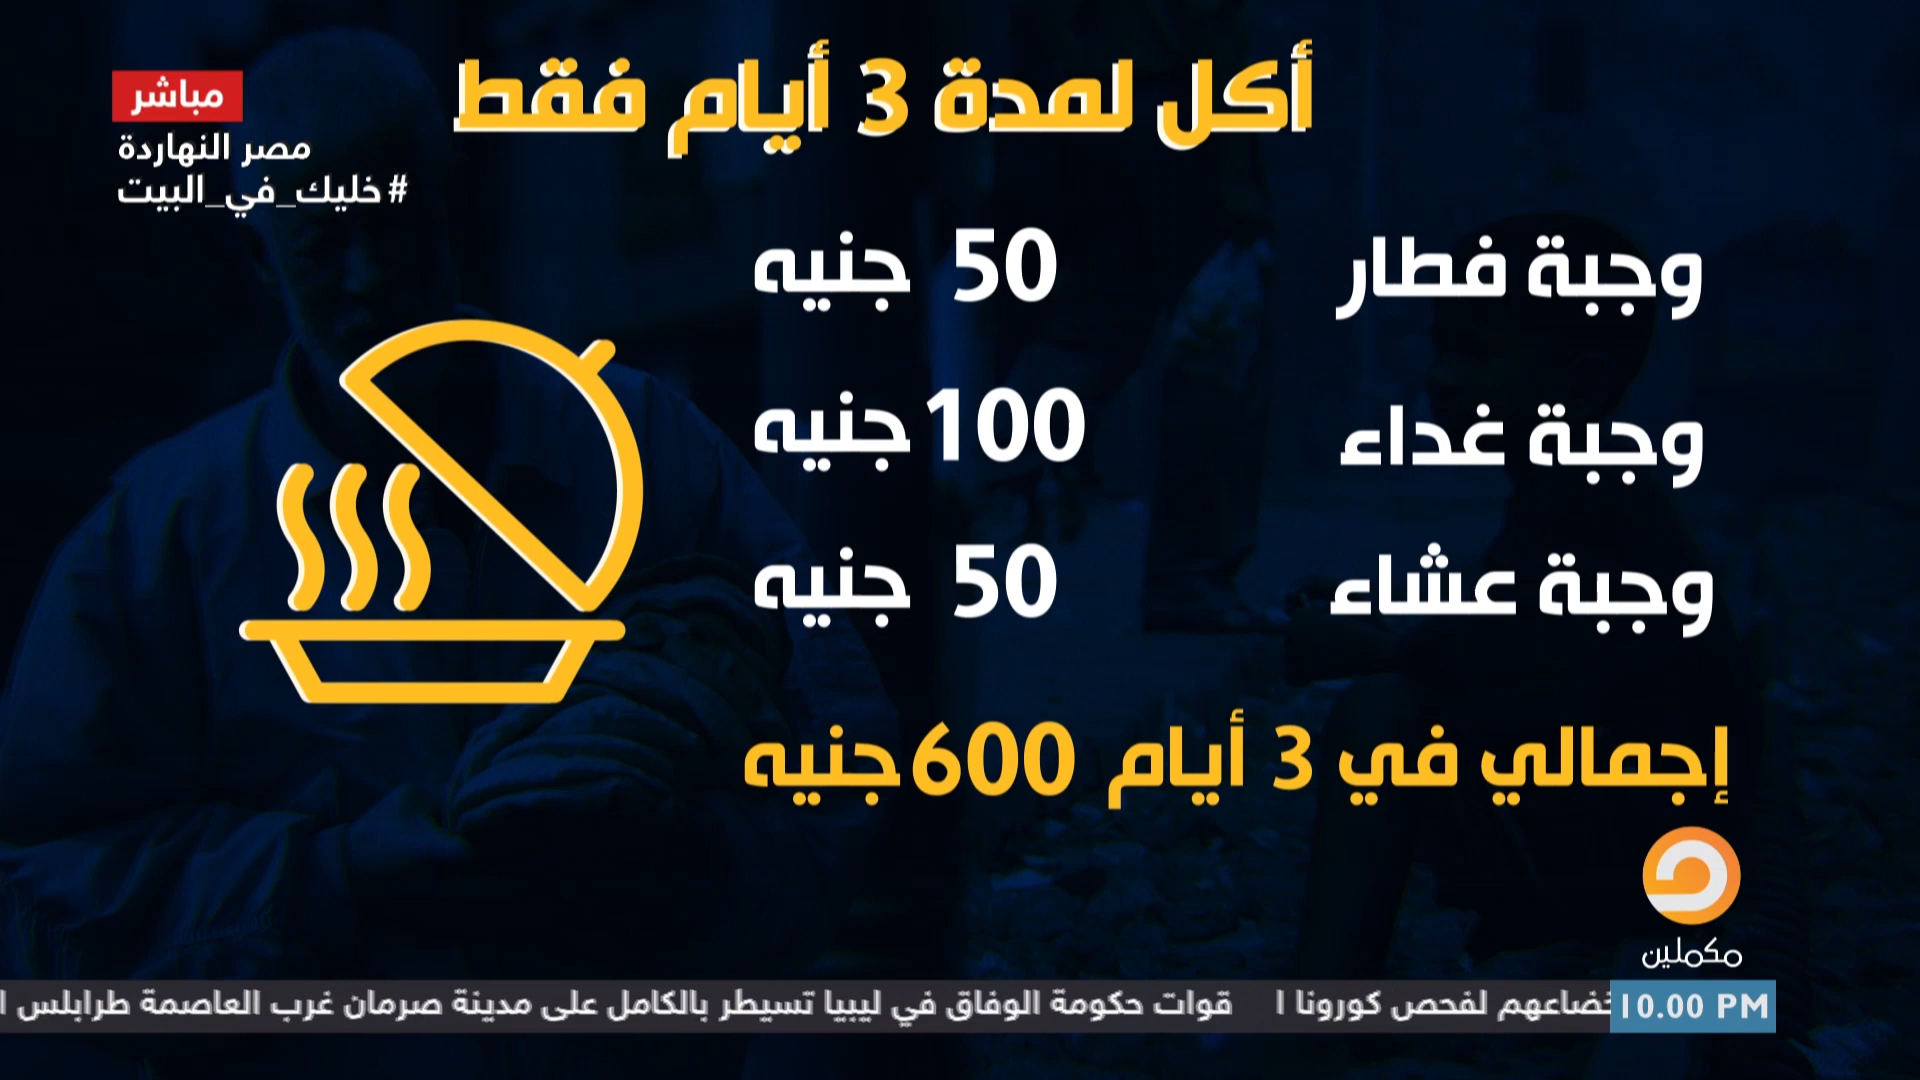 أكل لمدة 3 أيام فقط
مباشر
مصر النهاردة
#خليك_في_البيت
وجبة فطار 50 جنيه
وجبة غداء 100 جنيه
وجبة عشاء 50 جنيه
إجمالي في 3 أيام 600 جنيه
مكملين
لفحص كورونا ا قوات حكومة الوفاق في ليبيا تسيطر بالكامل على مدينة صرمان غرب العاصمة طرابلس ا
10.00 PM